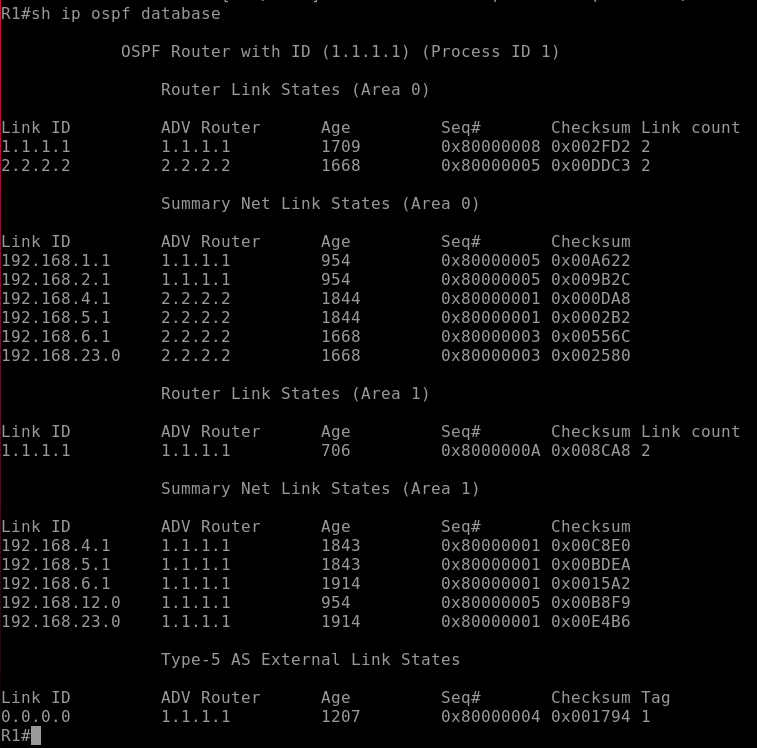 R1#sh ip ospf database
OSPF Router with ID (1.1.1.1) (Process ID 1)
Router Link States (Area 0)
Link ID ADV Router Age Seq# Checksum Link count
1.1.1.1 1.1.1.1 1709 0x80000008 0x002FD2 2
2.2.2.2 2.2.2.2 1668 0x80000005 0x00DDC3 2
Summary Net Link States (Area 0)
Link ID ADV Router Age Seq# Checksum
192.168.1.1 1.1.1.1 954 0x80000005 0x00A622
192.168.2.1 1.1.1.1 954 0x80000005 0x009B2C
192.168.4.1 2.2.2.2 1844 0x80000001 0x000DA8
192.168.5.1 2.2.2.2 1844 0x80000001 0x0002B2
192.168.6.1 2.2.2.2 1668 0x80000003 0x00556C
192.168.23.0 2.2.2.2 1668 0x80000003 0x002580
Router Link States (Area 1)
Link ID ADV Router Age Seq# Checksum Link count
1.1.1.1 1.1.1.1 706 0x8000000A 0x008CA8 2
Summary Net Link States (Area 1)
Link ID ADV Router Age Seq# Checksum
192.168.4.1 1.1.1.1 1843 0x80000001 0x00C8E0
192.168.5.1 1.1.1.1 1843 0x80000001 0x00BDEA
192.168.6.1 1.1.1.1 1914 0x80000001 0x0015A2
192.168.12.0 1.1.1.1 954 0x80000005 0x00B8F9
192.168.23.0 1.1.1.1 1914 0x80000001 0x00E4B6
Type-5 AS External Link States
Link ID ADV Router Age Seq# Checksum Tag
0.0.0.0 1.1.1.1 1207 0x80000004 0x001794 1
R1#